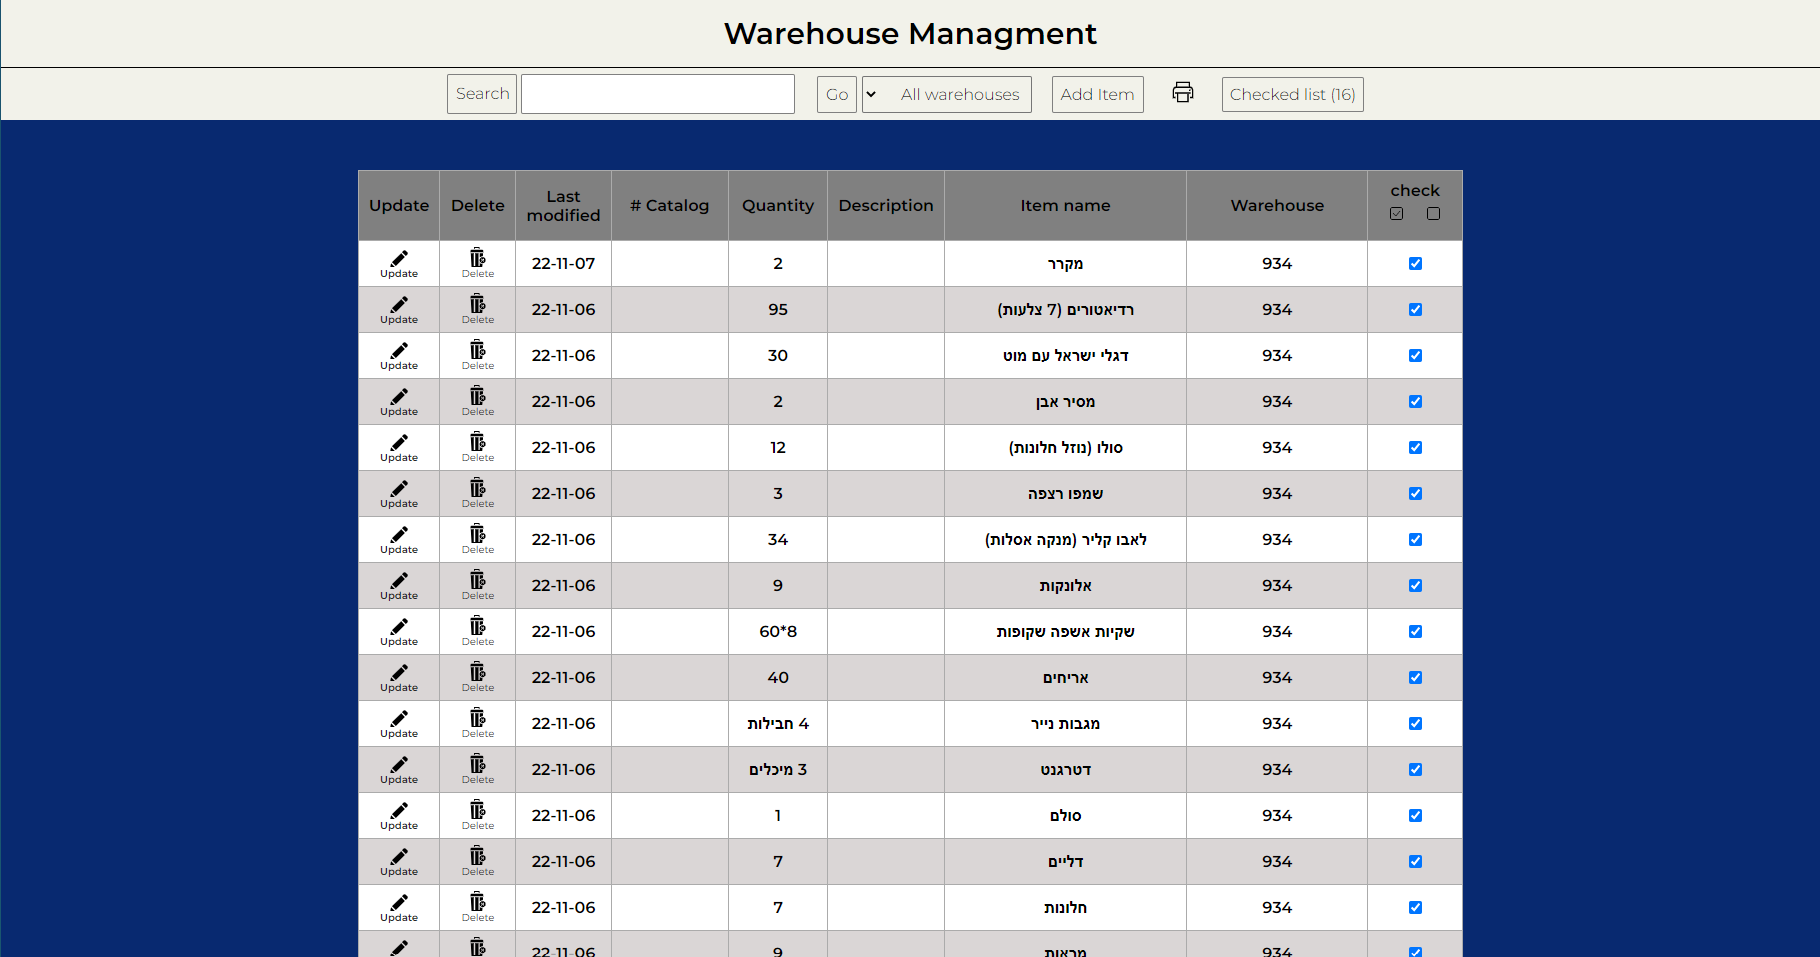 Warehouse Managment
Search Go All warehouses Add Item Checked list (16)
Update Delete Last modified # Catalog Quantity Description Item name Warehouse check
Update Delete 22-11-07 2 מקרר 934
Update Delete 22-11-06 95 רדיאטורים (7 צלעות) 934
Update Delete 22-11-06 30 דגלי ישראל עם מוט 934
Update Delete 22-11-06 2 מסיר אבן 934
Update Delete 22-11-06 12 סולו (נוזל חלונות) 934
Update Delete 22-11-06 3 שמפו רצפה 934
Update Delete 22-11-06 34 לאבו קליר (מנקה אסלות) 934
Update Delete 22-11-06 9 אלונקות 934
Update Delete 22-11-06 60*8 שקיות אשפה שקופות 934
Update Delete 22-11-06 40 אריחים 934
Update Delete 22-11-06 4 חבילות מגבות נייר 934
Update Delete 22-11-06 3 מיכלים דטרגנט 934
Update Delete 22-11-06 1 סולם 934
Update Delete 22-11-06 7 דליים 934
Update Delete 22-11-06 7 חלונות 934
22-11-06 9 מראות 934